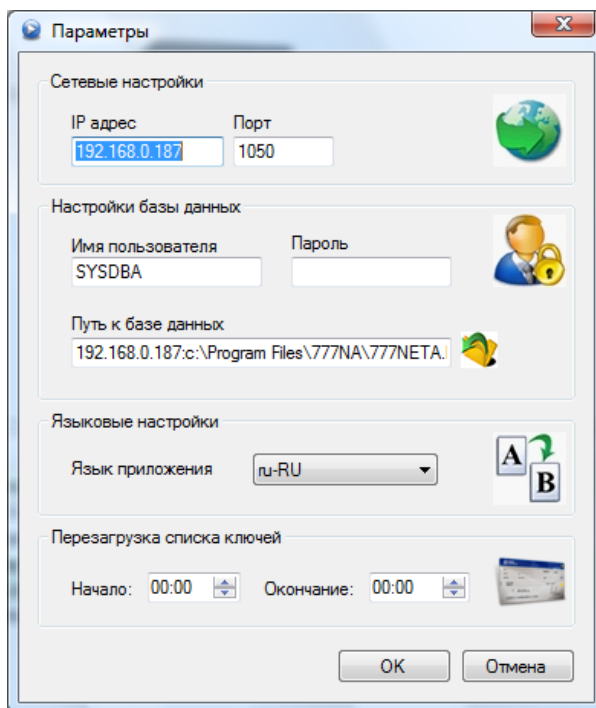 Параметры
Сетевые настройки
IP адрес Порт
192.168.0.187 1050
Настройки базы данных
Имя пользователя Пароль
SYSDBA
Путь к базе данных
192.168.0.187:c:\Program Files\777NA\777NETA.
Языковые настройки
Язык приложения ru-RU
A
B
Перезагрузка списка ключей
Начало: 00:00 Окончание: 00:00
OK Отмена